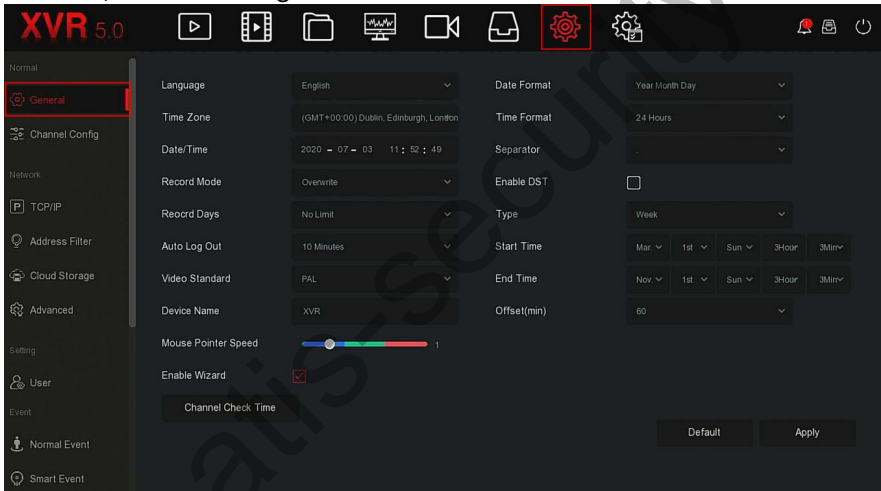 XVR 5.0
Normal
General
Channel Config
Network
P TCP/IP
Address Filter
Cloud Storage
Advanced
Setting
User
Event
Normal Event
Smart Event
Language English
Time Zone (GMT+00:00) Dublin, Edinburgh, London
Date/Time 2020 - 07 - 03 11 : 52 : 49
Record Mode Overwrite
Reocrd Days No Limit
Auto Log Out 10 Minutes
Video Standard PAL
Device Name XVR
Mouse Pointer Speed 1
Enable Wizard
Channel Check Time
Date Format Year Month Day
Time Format 24 Hours
Separator .
Enable DST
Type Week
Start Time Mar. 1st Sun 3Hour 3Min
End Time Nov. 1st Sun 3Hour 3Min
Offset(min) 60
Default Apply
atis-security